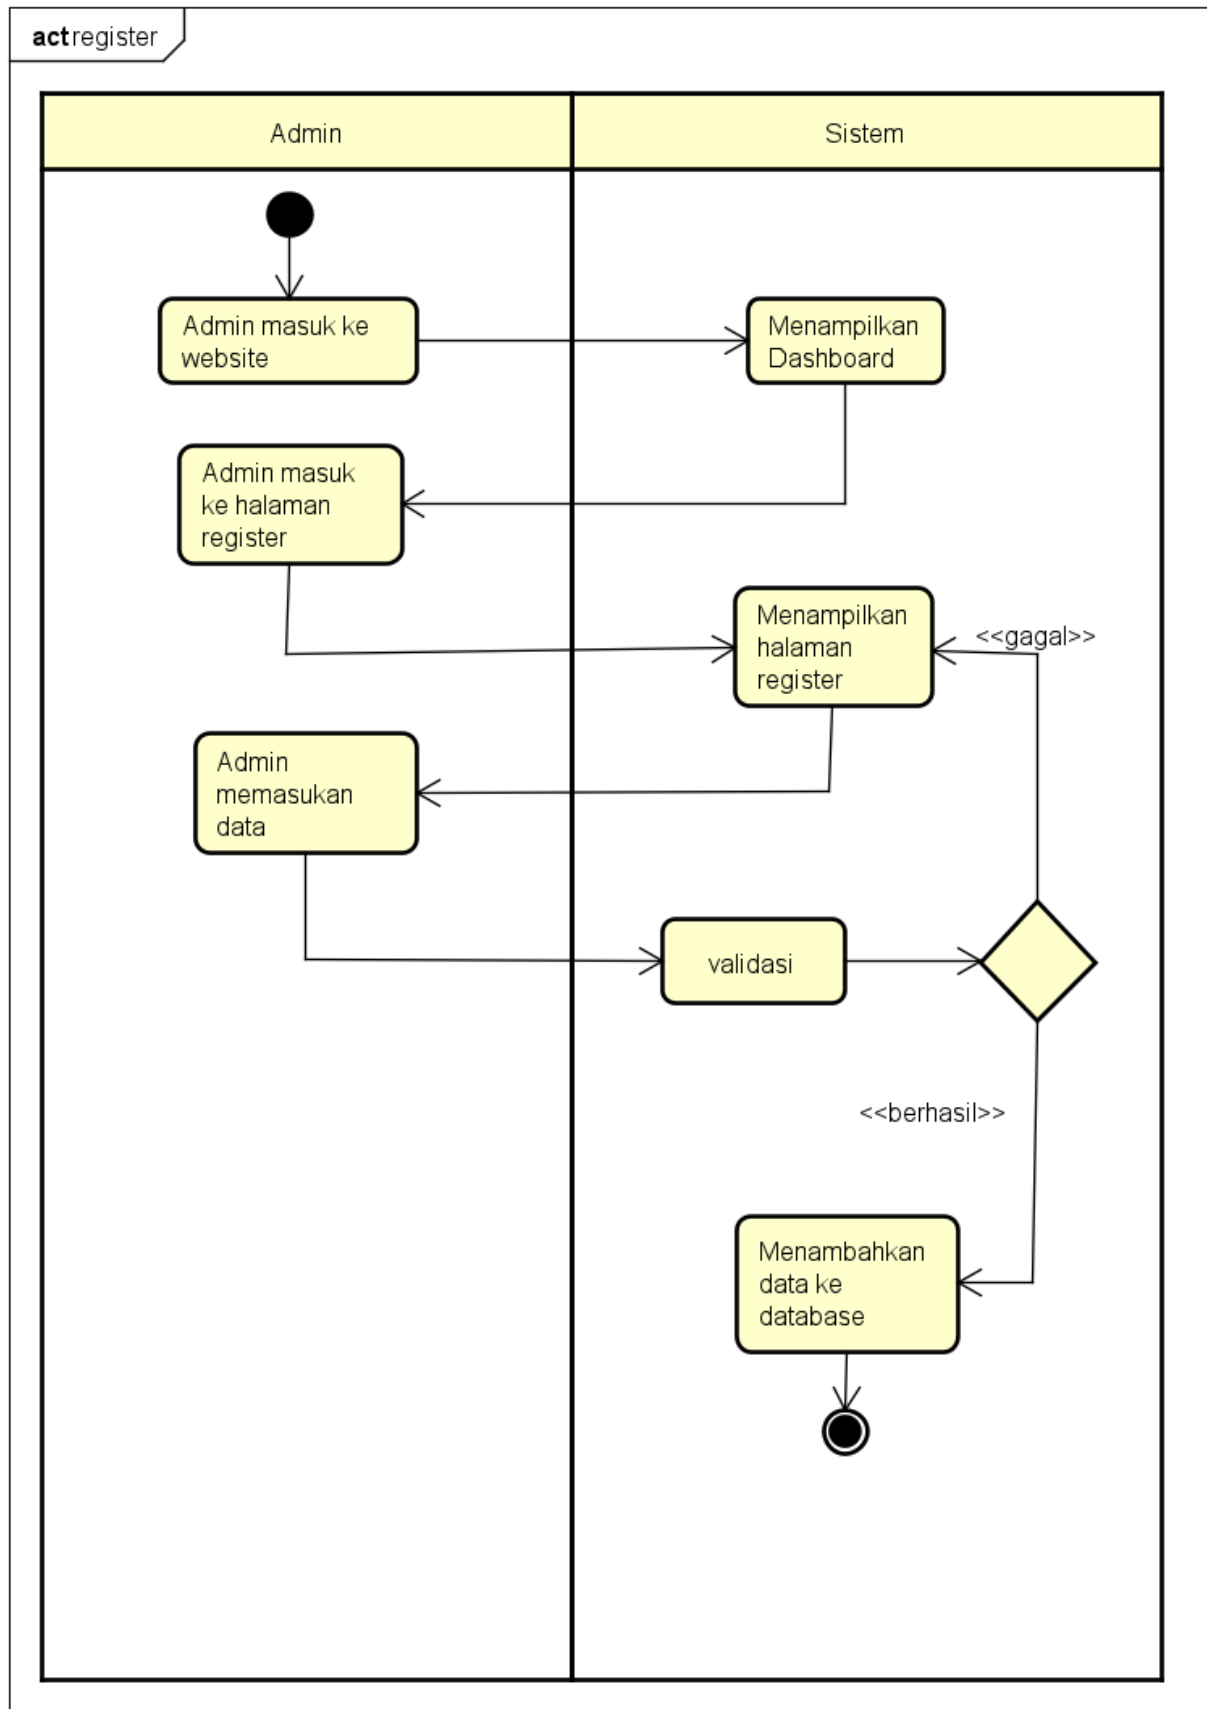 act register
Admin
Sistem
Admin masuk ke
website
Menampilkan
Dashboard
Admin masuk
ke halaman
register
Menampilkan
halaman
register
<<gagal>>
Admin
memasukan
data
validasi
<<berhasil>>
Menambahkan
data ke
database